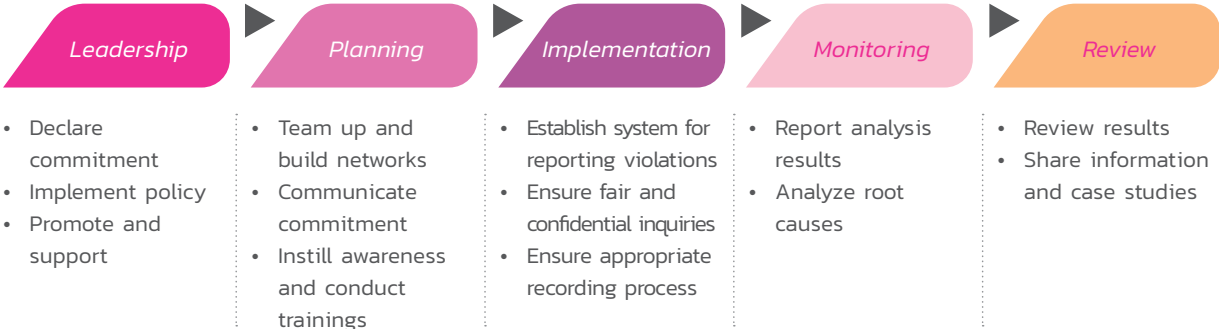 Leadership
Planning
Implementation
Monitoring
Review
• Declare
commitment
• Implement policy
• Promote and
support
• Team up and
build networks
• Communicate
commitment
• Instill awareness
and conduct
trainings
• Establish system for
reporting violations
• Ensure fair and
confidential inquiries
• Ensure appropriate
recording process
• Report analysis
results
• Analyze root
causes
• Review results
• Share information
and case studies